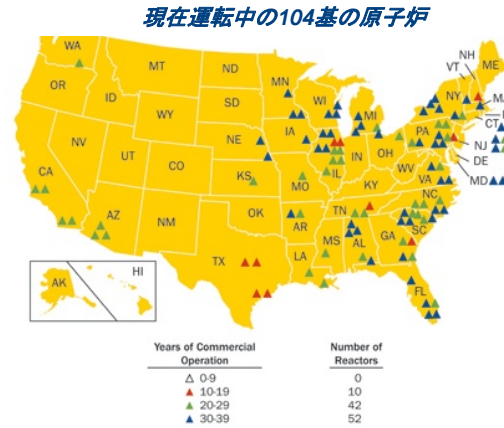 現在運転中の104基の原子炉
WA
MT
ND
MN
VT
NH
ME
OR
ID
SD
WI
MI
NY
WY
IA
PA
CT
NV
NE
NJ
UT
CO
IL
IN
OH
DE
CA
KS
MO
WV
VA
MD
KY
NC
AZ
NM
OK
AR
TN
SC
MS
AL
GA
TX
LA
FL
AK
HI
Years of Commercial Operation
Number of Reactors
0-9 0
10-19 10
20-29 42
30-39 52